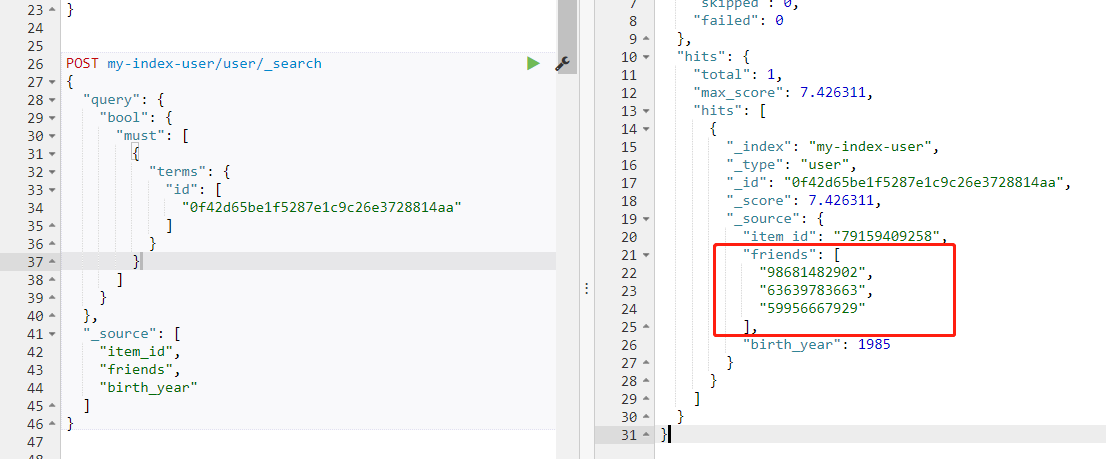 23 }
24
25
26 POST my-index-user/user/_search
27 {
28 "query": {
29 "bool": {
30 "must": [
31 {
32 "terms": {
33 "id": [
34 "0f42d65be1f5287e1c9c26e3728814aa"
35 ]
36 }
37 }
38 ]
39 }
40 },
41 "_source": [
42 "item_id",
43 "friends",
44 "birth_year"
45 ]
46 }
47
48
7 "skipped": 0,
8 "failed": 0
9 },
10 "hits": {
11 "total": 1,
12 "max_score": 7.426311,
13 "hits": [
14 {
15 "_index": "my-index-user",
16 "_type": "user",
17 "_id": "0f42d65be1f5287e1c9c26e3728814aa",
18 "_score": 7.426311,
19 "_source": {
20 "item_id": "79159409258",
21 "friends": [
22 "98681482902",
23 "63639783663",
24 "59956667929"
25 ],
26 "birth_year": 1985
27 }
28 }
29 ]
30 }
31 }